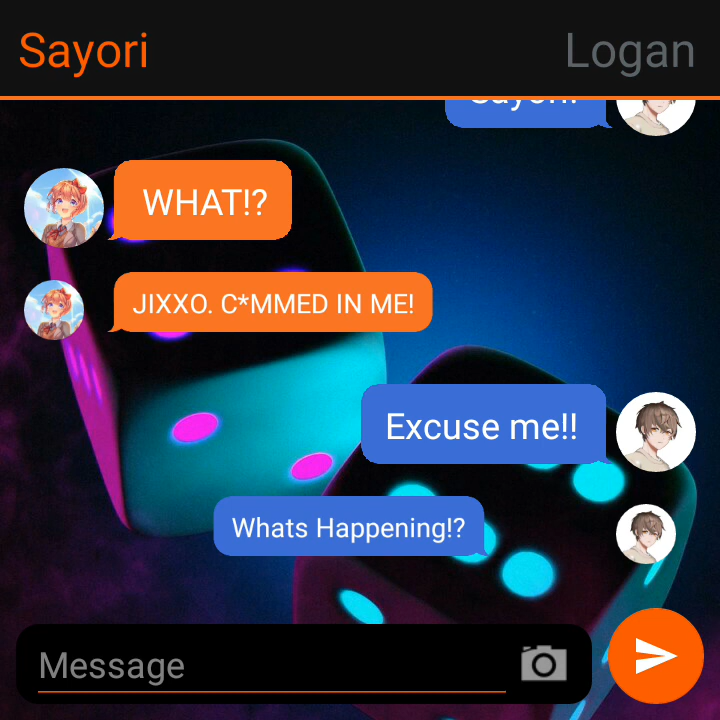 Sayori
Logan
WHAT!?
JIXXO. C*MMED IN ME!
Excuse me!!
Whats Happening!?
Message